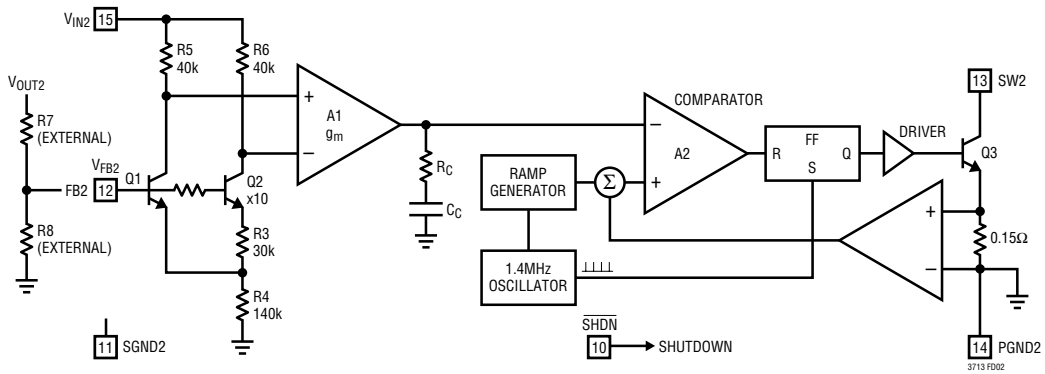 VIN2 15
R5
40k
R6
40k
VOUT2
R7
(EXTERNAL)
VFB2
FB2 12
R8
(EXTERNAL)
Q1
Q2
x10
R3
30k
R4
140k
11 SGND2
+
A1
gm
−
RC
CC
RAMP
GENERATOR
Σ
1.4MHz
OSCILLATOR
COMPARATOR
−
A2
+
R FF Q
S
DRIVER
13 SW2
Q3
+
−
0.15Ω
14 PGND2
SHDN
10 SHUTDOWN
3713 FD02